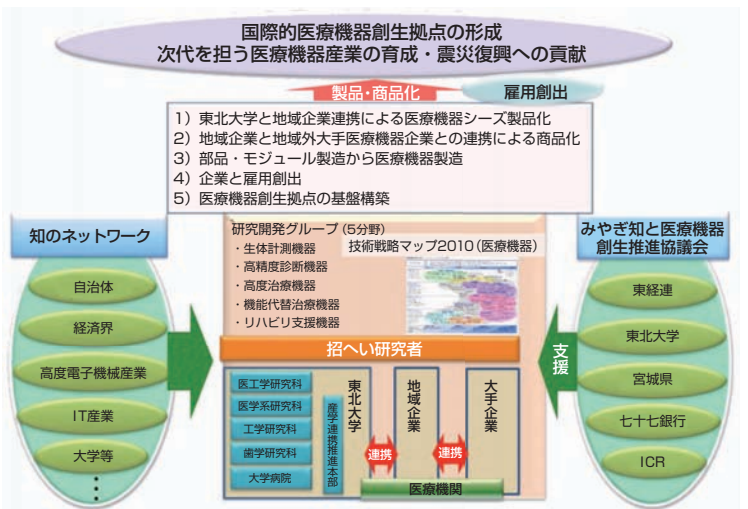 国際的医療機器創生拠点の形成
次代を担う医療機器産業の育成・震災復興への貢献
製品・商品化
雇用創出
1）東北大学と地域企業連携による医療機器シーズ製品化
2）地域企業と地域外大手医療機器企業との連携による商品化
3）部品・モジュール製造から医療機器製造
4）企業と雇用創出
5）医療機器創生拠点の基盤構築
知のネットワーク
自治体
経済界
高度電子機械産業
IT産業
大学等
研究開発グループ（5分野）
・生体計測機器
・高精度診断機器
・高度治療機器
・機能代替治療機器
・リハビリ支援機器
技術戦略マップ2010（医療機器）
招へい研究者
医工学研究科
医学系研究科
工学研究科
歯学研究科
大学病院
産学連携推進本部
東北大学
地域企業
大手企業
連携
連携
医療機関
みやぎ知と医療機器
創生推進協議会
支援
東経連
東北大学
宮城県
七十七銀行
ICR